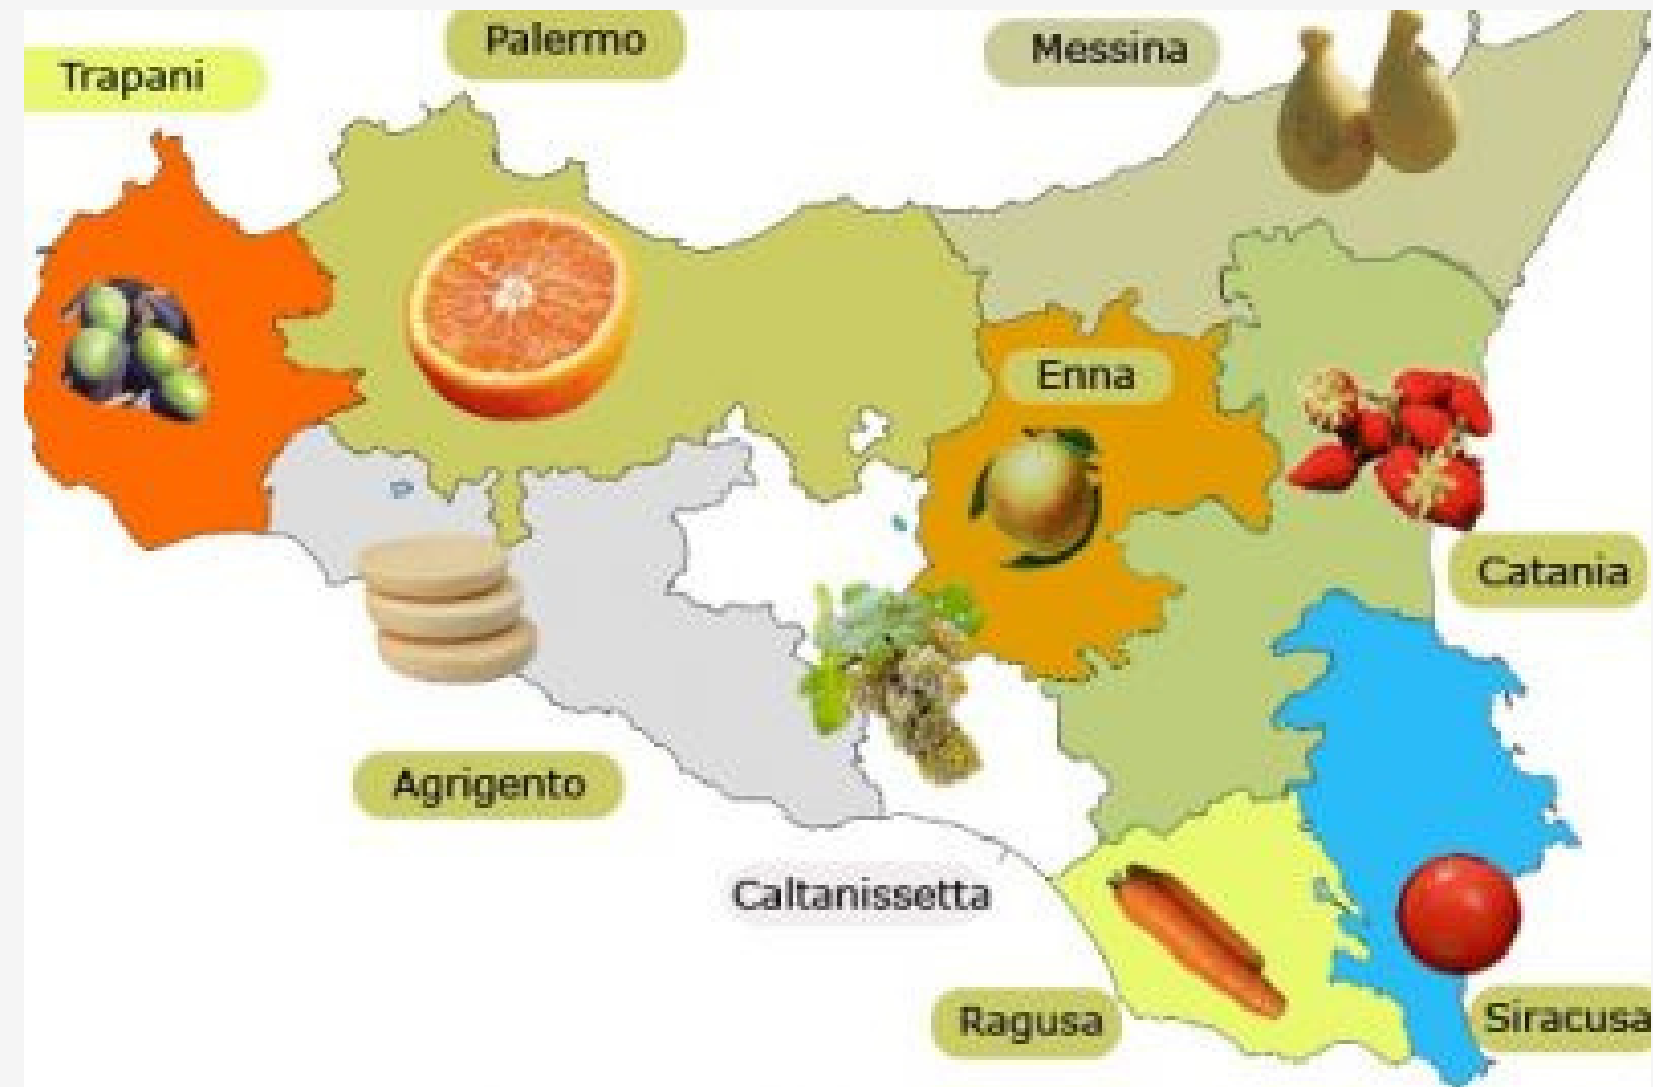 Palermo
Messina
Trapani
Enna
Catania
Agrigento
Caltanissetta
Ragusa
Siracusa